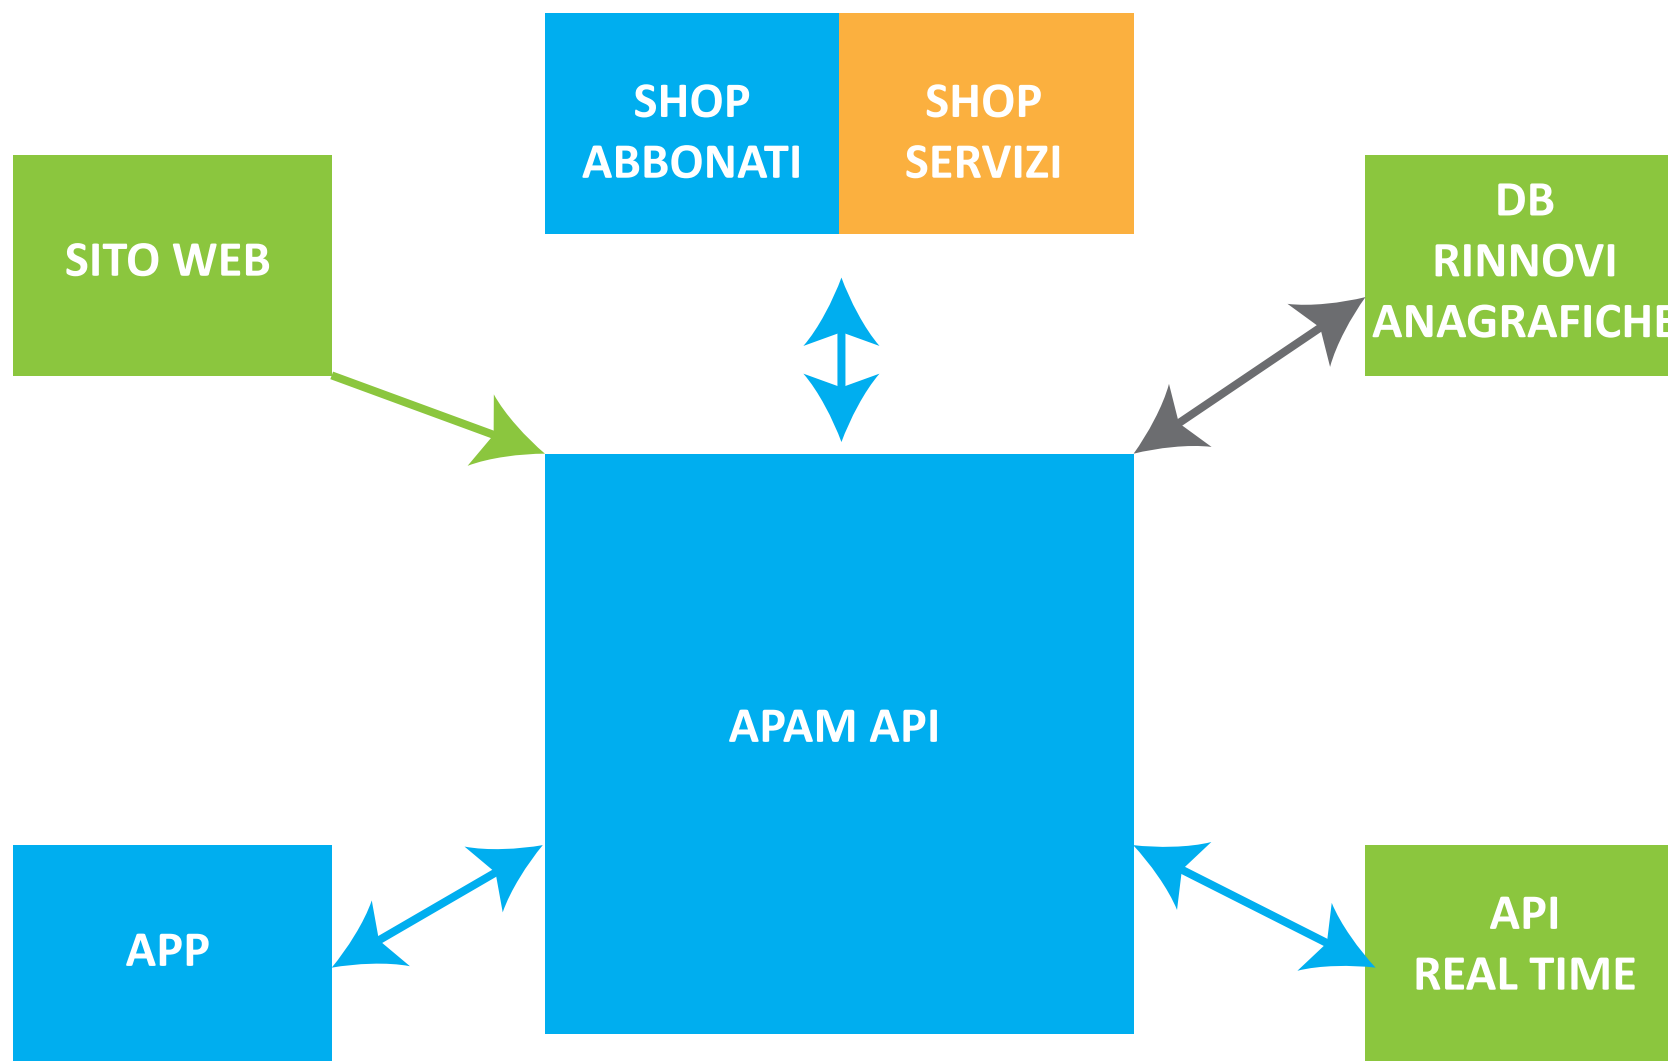 SHOP
ABBONATI
SHOP
SERVIZI
SITO WEB
DB
RINNOVI
ANAGRAFICHE
APAM API
APP
API
REAL TIME